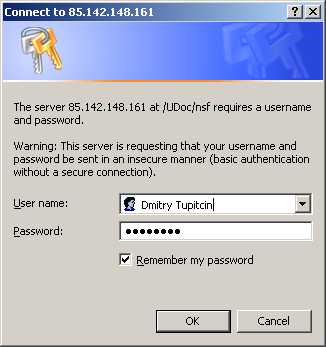 Connect to 85.142.148.161
The server 85.142.148.161 at /UDoc/nsf requires a username
and password.
Warning: This server is requesting that your username and
password be sent in an insecure manner (basic authentication
without a secure connection).
User name: Dmitry Tupitcin
Password: ●●●●●●●●
Remember my password
OK Cancel